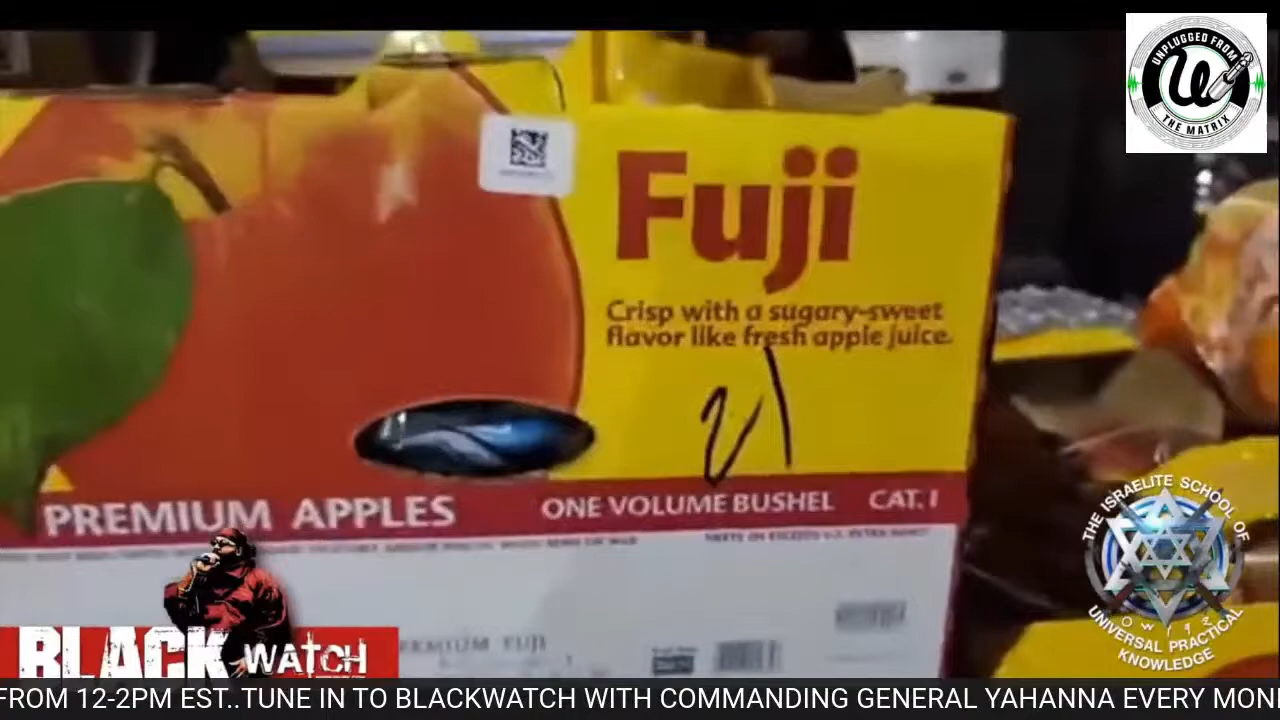 UNPLUGGED FROM
THE MATRIX
Fuji
Crisp with a sugary-sweet
flavor like fresh apple juice.
21
PREMIUM APPLES ONE VOLUME BUSHEL CAT. I
PREMIUM FUJI
THE ISRAELITE SCHOOL OF
UNIVERSAL PRACTICAL
KNOWLEDGE
BLACK WATCH
FROM 12-2PM EST..TUNE IN TO BLACKWATCH WITH COMMANDING GENERAL YAHANNA EVERY MON